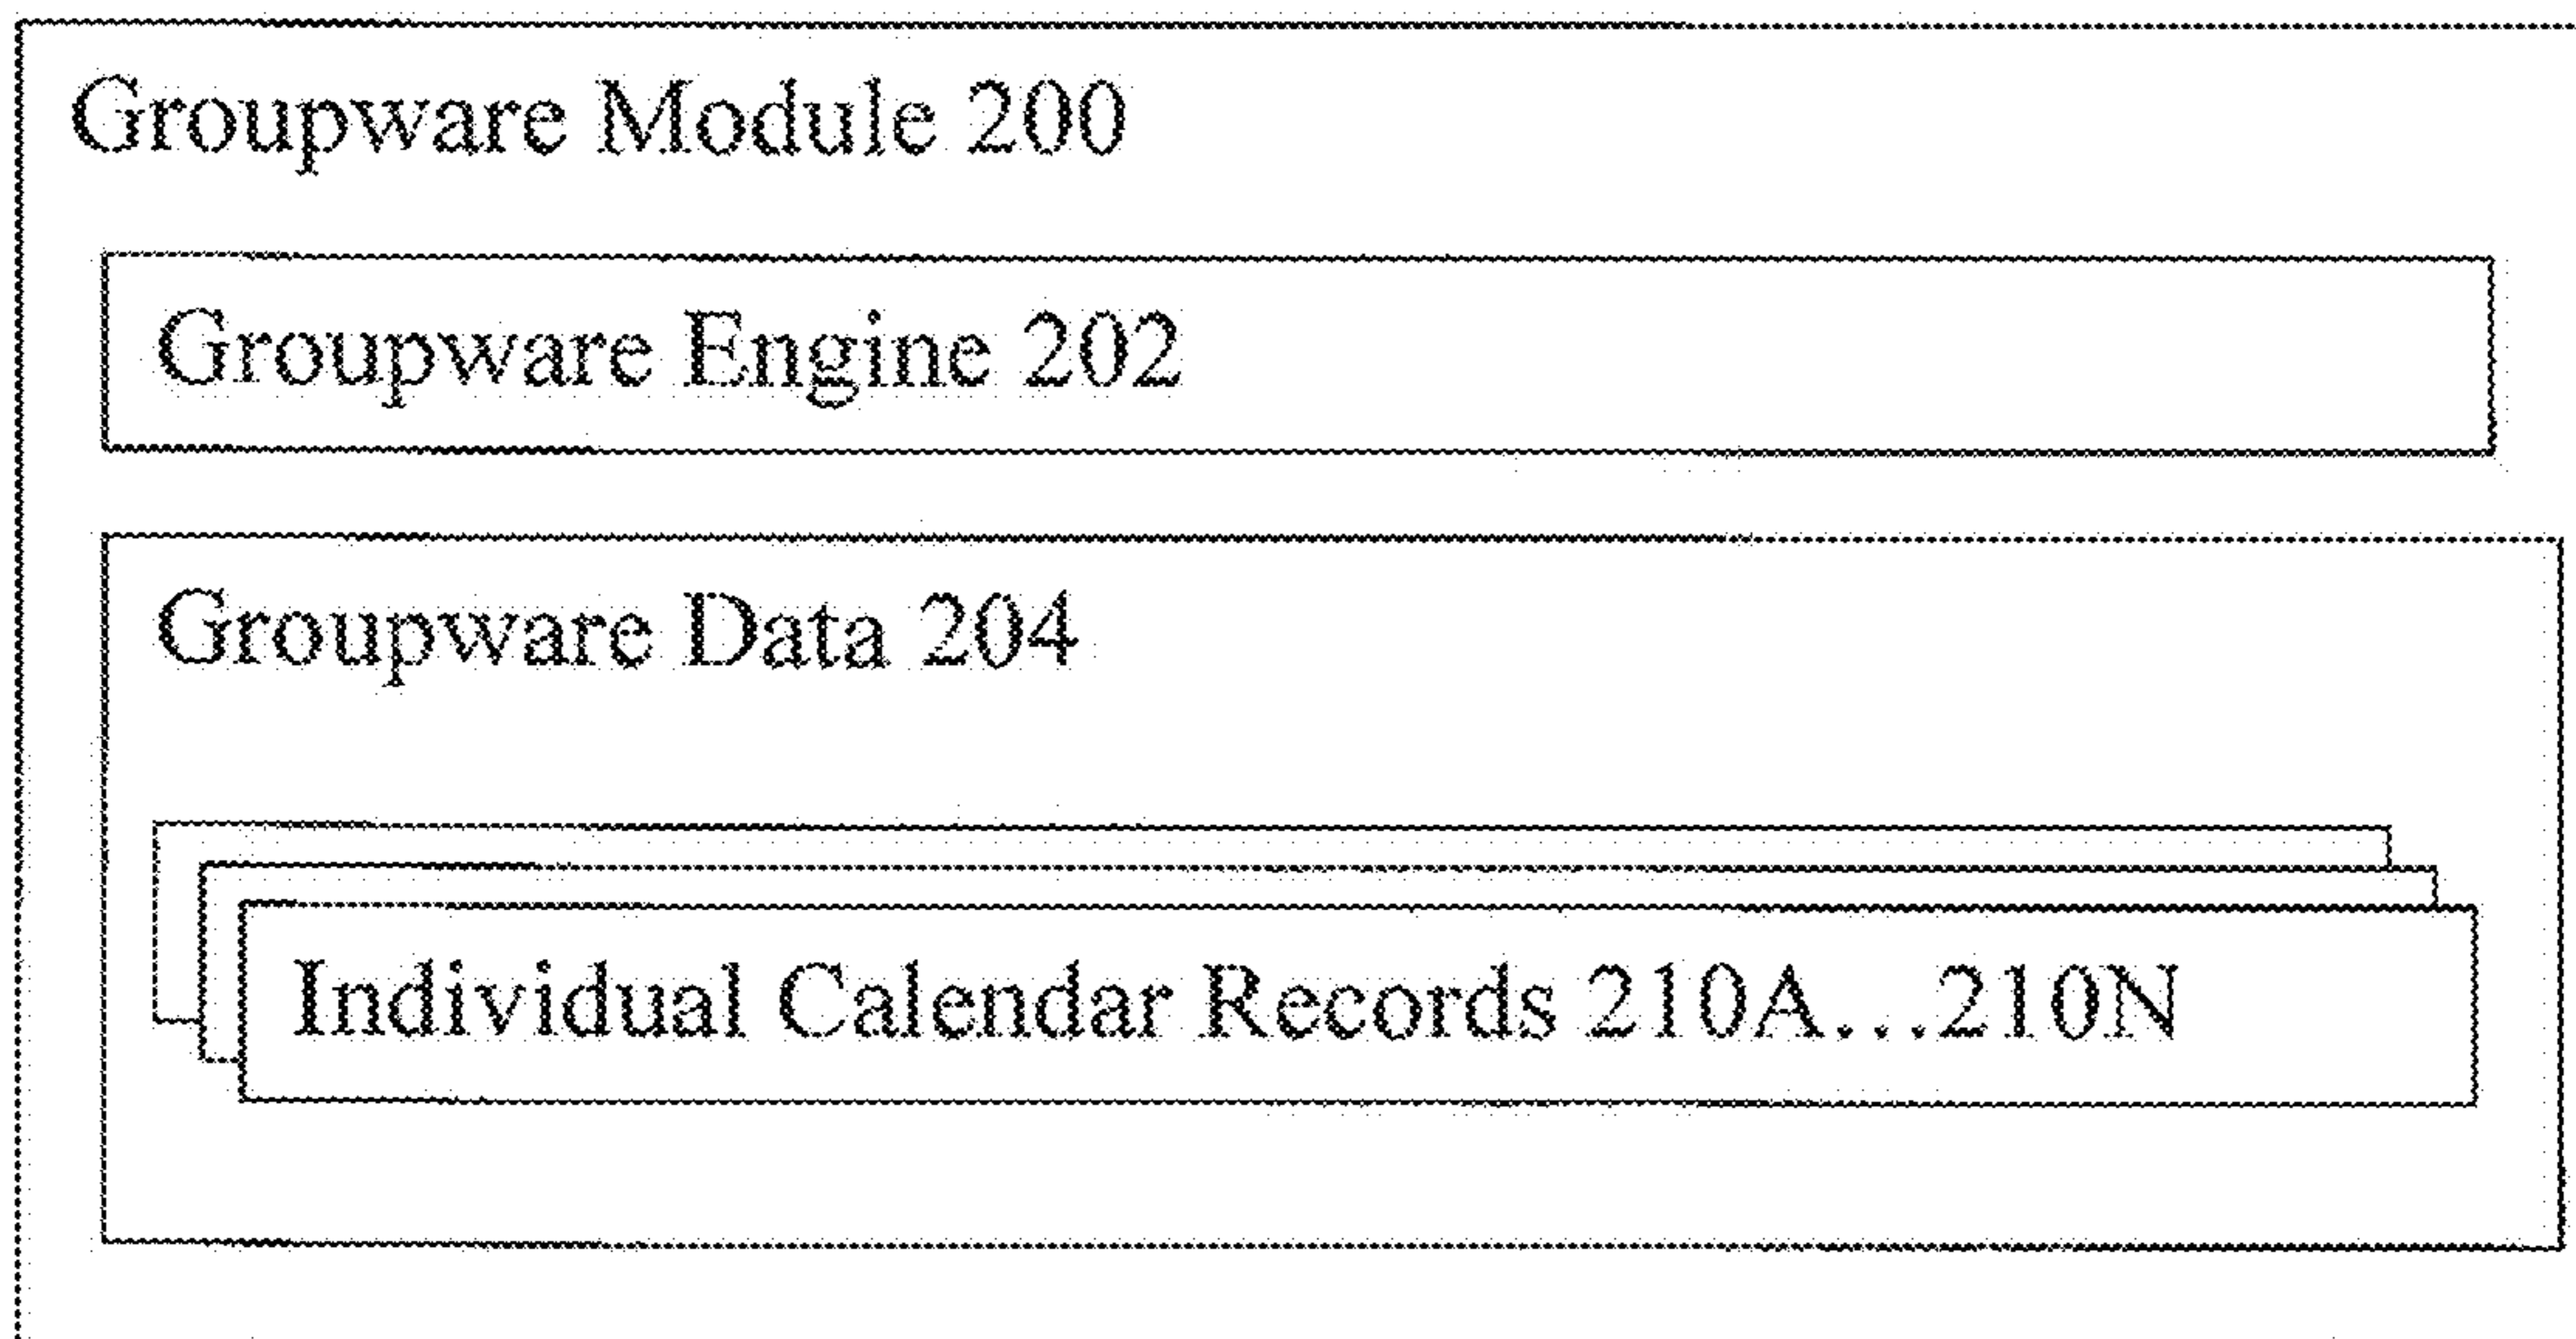 Groupware Module 200
Groupware Engine 202
Groupware Data 204
Individual Calendar Records 210A...210N